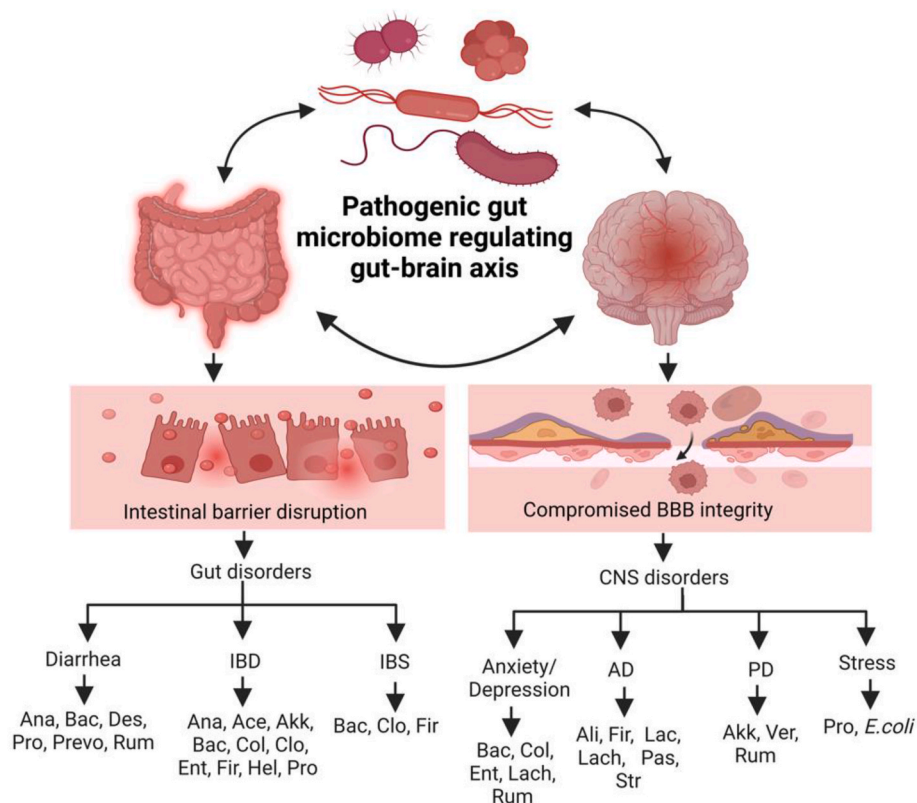 Pathogenic gut
microbiome regulating
gut-brain axis
Intestinal barrier disruption
Compromised BBB integrity
Gut disorders
CNS disorders
Diarrhea
IBD
IBS
Anxiety/
Depression
AD
PD
Stress
Ana, Bac, Des,
Pro, Prevo, Rum
Ana, Ace, Akk,
Bac, Col, Clo,
Ent, Fir, Hel, Pro
Bac, Clo, Fir
Bac, Col,
Ent, Lach,
Rum
Ali, Fir, Lac,
Lach, Pas,
Str
Akk, Ver,
Rum
Pro, E.coli